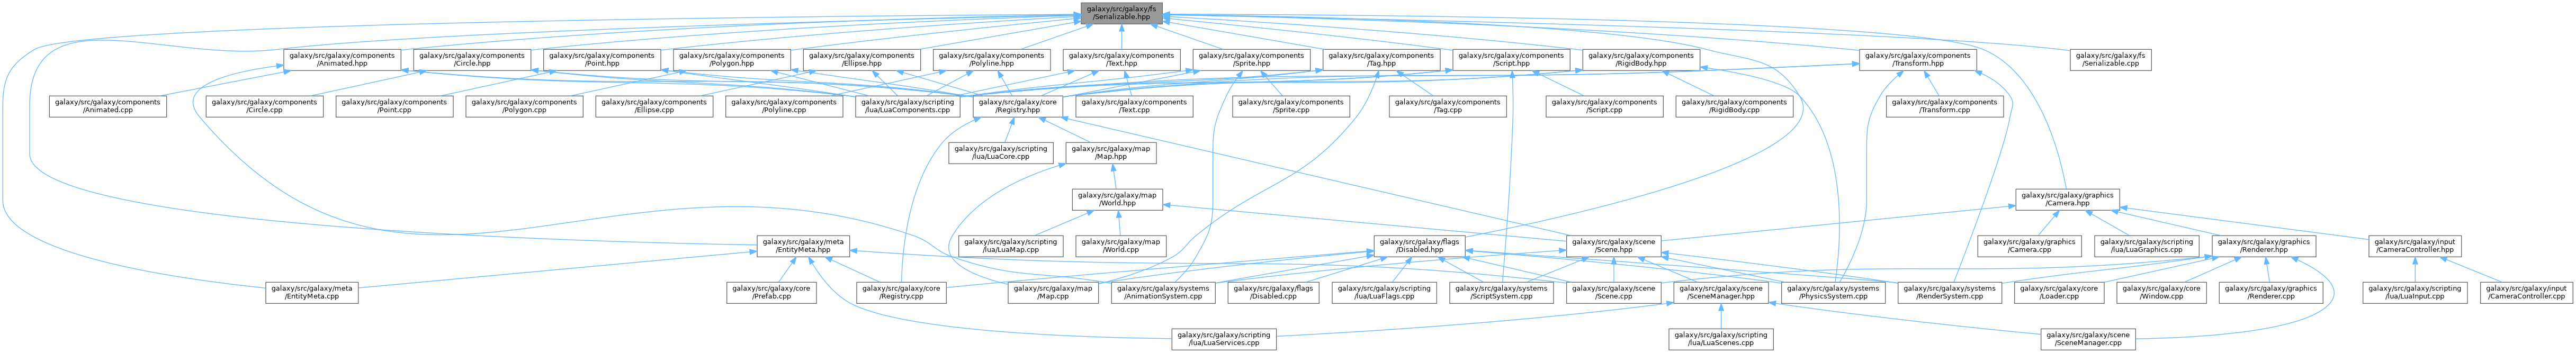 galaxy/src/galaxy/fs
/Serializable.hpp
galaxy/src/galaxy/components
/Animated.hpp
galaxy/src/galaxy/components
/Circle.hpp
galaxy/src/galaxy/components
/Point.hpp
galaxy/src/galaxy/components
/Polygon.hpp
galaxy/src/galaxy/components
/Ellipse.hpp
galaxy/src/galaxy/components
/Polyline.hpp
galaxy/src/galaxy/components
/Text.hpp
galaxy/src/galaxy/components
/Sprite.hpp
galaxy/src/galaxy/components
/Tag.hpp
galaxy/src/galaxy/components
/Script.hpp
galaxy/src/galaxy/components
/RigidBody.hpp
galaxy/src/galaxy/components
/Transform.hpp
galaxy/src/galaxy/fs
/Serializable.cpp
galaxy/src/galaxy/components
/Animated.cpp
galaxy/src/galaxy/components
/Circle.cpp
galaxy/src/galaxy/components
/Point.cpp
galaxy/src/galaxy/components
/Polygon.cpp
galaxy/src/galaxy/components
/Ellipse.cpp
galaxy/src/galaxy/components
/Polyline.cpp
galaxy/src/galaxy/scripting
/lua/LuaComponents.cpp
galaxy/src/galaxy/core
/Registry.hpp
galaxy/src/galaxy/components
/Text.cpp
galaxy/src/galaxy/components
/Sprite.cpp
galaxy/src/galaxy/components
/Tag.cpp
galaxy/src/galaxy/components
/Script.cpp
galaxy/src/galaxy/components
/RigidBody.cpp
galaxy/src/galaxy/components
/Transform.cpp
galaxy/src/galaxy/scripting
/lua/LuaCore.cpp
galaxy/src/galaxy/map
/Map.hpp
galaxy/src/galaxy/map
/World.hpp
galaxy/src/galaxy/graphics
/Camera.hpp
galaxy/src/galaxy/meta
/EntityMeta.hpp
galaxy/src/galaxy/scripting
/lua/LuaMap.cpp
galaxy/src/galaxy/map
/World.cpp
galaxy/src/galaxy/flags
/Disabled.hpp
galaxy/src/galaxy/scene
/Scene.hpp
galaxy/src/galaxy/graphics
/Camera.cpp
galaxy/src/galaxy/scripting
/lua/LuaGraphics.cpp
galaxy/src/galaxy/graphics
/Renderer.hpp
galaxy/src/galaxy/input
/CameraController.hpp
galaxy/src/galaxy/meta
/EntityMeta.cpp
galaxy/src/galaxy/core
/Prefab.cpp
galaxy/src/galaxy/core
/Registry.cpp
galaxy/src/galaxy/map
/Map.cpp
galaxy/src/galaxy/systems
/AnimationSystem.cpp
galaxy/src/galaxy/flags
/Disabled.cpp
galaxy/src/galaxy/scripting
/lua/LuaFlags.cpp
galaxy/src/galaxy/systems
/ScriptSystem.cpp
galaxy/src/galaxy/scene
/Scene.cpp
galaxy/src/galaxy/scene
/SceneManager.hpp
galaxy/src/galaxy/systems
/PhysicsSystem.cpp
galaxy/src/galaxy/systems
/RenderSystem.cpp
galaxy/src/galaxy/core
/Loader.cpp
galaxy/src/galaxy/core
/Window.cpp
galaxy/src/galaxy/graphics
/Renderer.cpp
galaxy/src/galaxy/scripting
/lua/LuaInput.cpp
galaxy/src/galaxy/input
/CameraController.cpp
galaxy/src/galaxy/scripting
/lua/LuaServices.cpp
galaxy/src/galaxy/scripting
/lua/LuaScenes.cpp
galaxy/src/galaxy/scene
/SceneManager.cpp